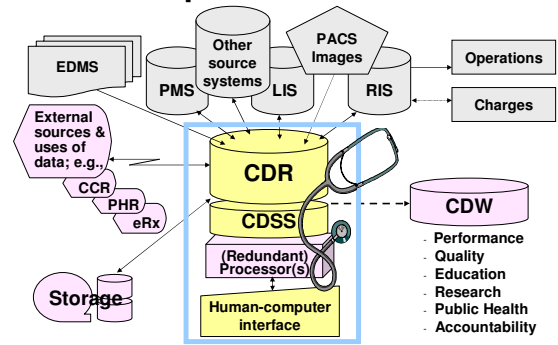 EDMS
PMS
Other
source
systems
LIS
PACS
Images
RIS
Operations
Charges
External
sources &
uses of
data; e.g.,
CCR
PHR
eRx
Storage
CDR
CDSS
(Redundant)
Processor(s)
Human-computer
interface
CDW
- Performance
- Quality
- Education
- Research
- Public Health
- Accountability